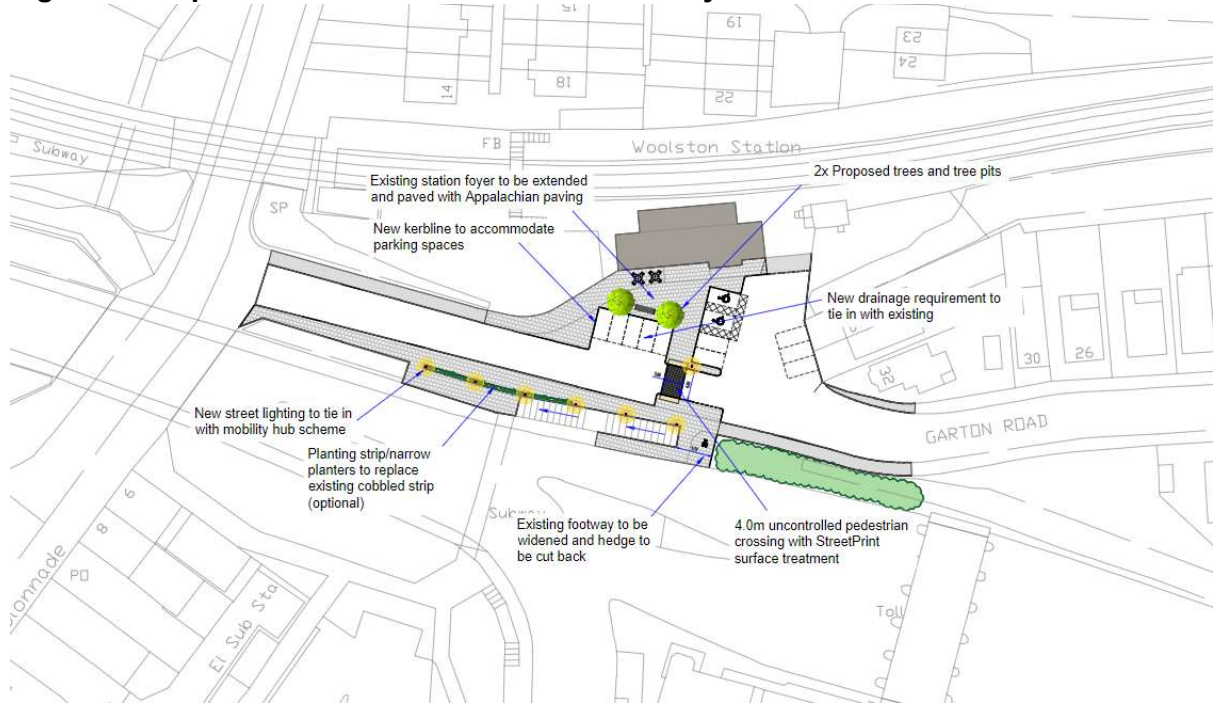 15
19
23
24
14
18
22
FB
Woolston Station
Subway
Existing station foyer to be extended
and paved with Appalachian paving
2x Proposed trees and tree pits
SP
New kerbline to accommodate
parking spaces
New drainage requirement to
tie in with existing
30
26
32
New street lighting to tie in
with mobility hub scheme
GARTON ROAD
Planting strip/narrow
planters to replace
existing cobbled strip
(optional)
6
8
Existing footway to be
widened and hedge to
be cut back
4.0m uncontrolled pedestrian
crossing with StreetPrint
surface treatment
PO
El Sub Sta